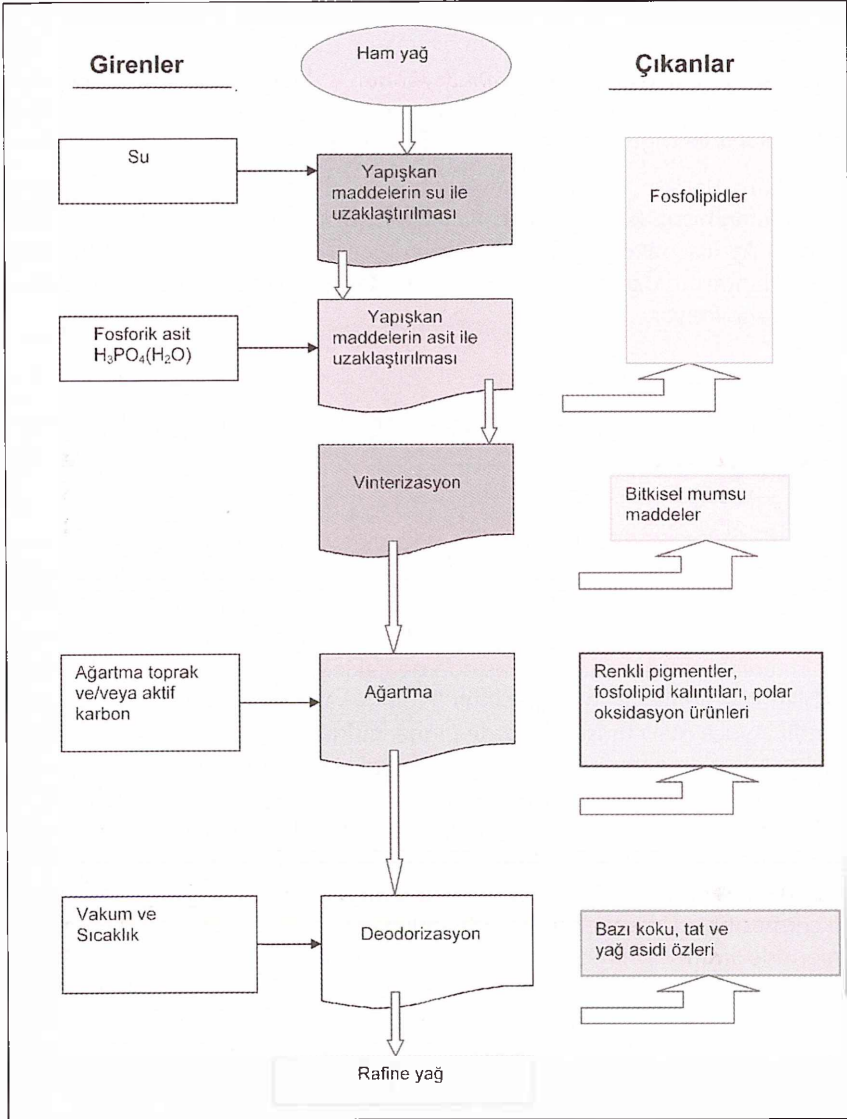 Girenler
Ham yağ
Çıkanlar
Su
Yapışkan
maddelerin su ile
uzaklaştırılması
Fosfolipidler
Fosforik asit
H₃PO₄(H₂O)
Yapışkan
maddelerin asit ile
uzaklaştırılması
Vinterizasyon
Bitkisel mumsu
maddeler
Ağartma toprak
ve/veya aktif
karbon
Ağartma
Renkli pigmentler,
fosfolipid kalıntıları, polar
oksidasyon ürünleri
Vakum ve
Sıcaklık
Deodorizasyon
Bazı koku, tat ve
yağ asidi özleri
Rafine yağ